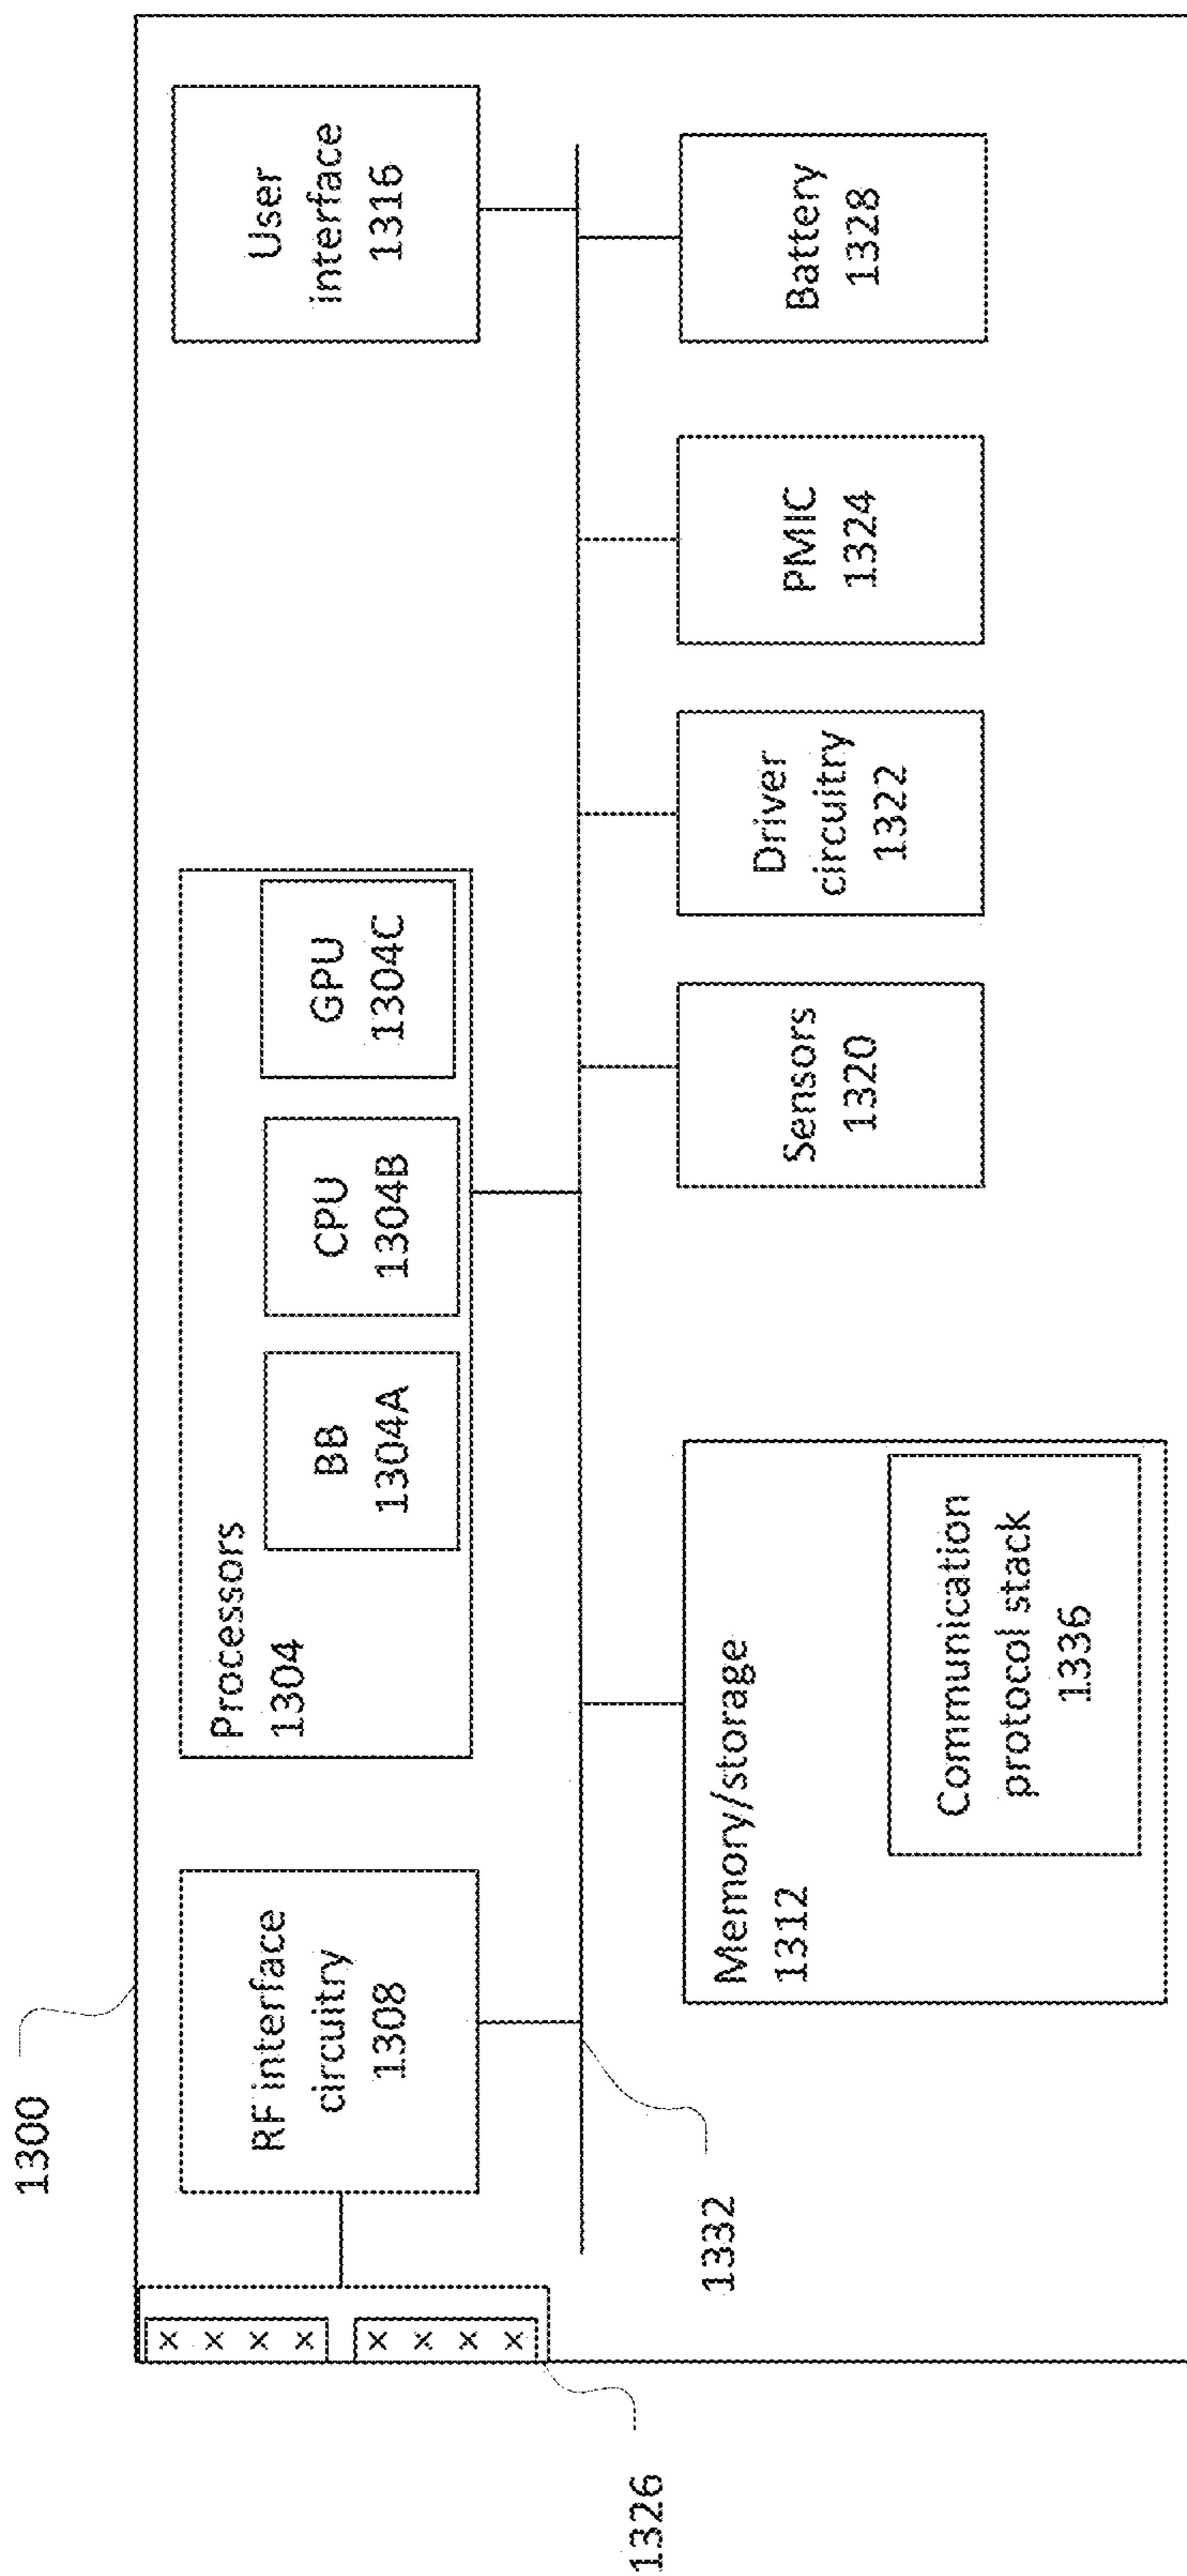 1300
RF interface
circuitry
1308
Processors
1304
BB
1304A
CPU
1304B
GPU
1304C
User
interface
1316
1326
x
x
x
x
x
x
x
x
1332
Memory/storage
1312
Communication
protocol stack
1336
Sensors
1320
Driver
circuitry
1322
PMIC
1324
Battery
1328